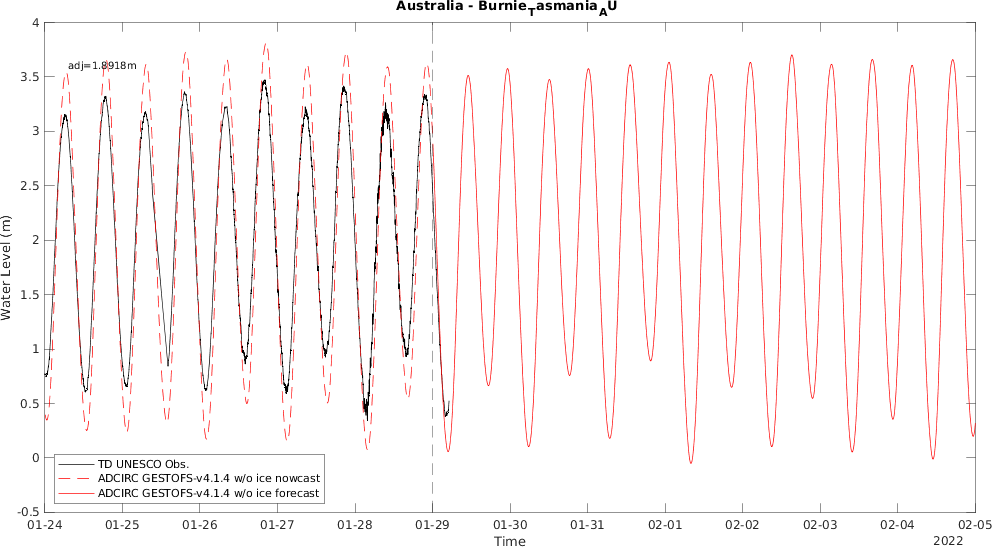 Australia - Burnie_Tasmania_AU
adj=1.8918m
4
3.5
3
2.5
2
1.5
1
0.5
0
-0.5
Water Level (m)
TD UNESCO Obs.
ADCIRC GESTOFS-v4.1.4 w/o ice nowcast
ADCIRC GESTOFS-v4.1.4 w/o ice forecast
01-24 01-25 01-26 01-27 01-28 01-29 01-30 01-31 02-01 02-02 02-03 02-04 02-05
Time
2022